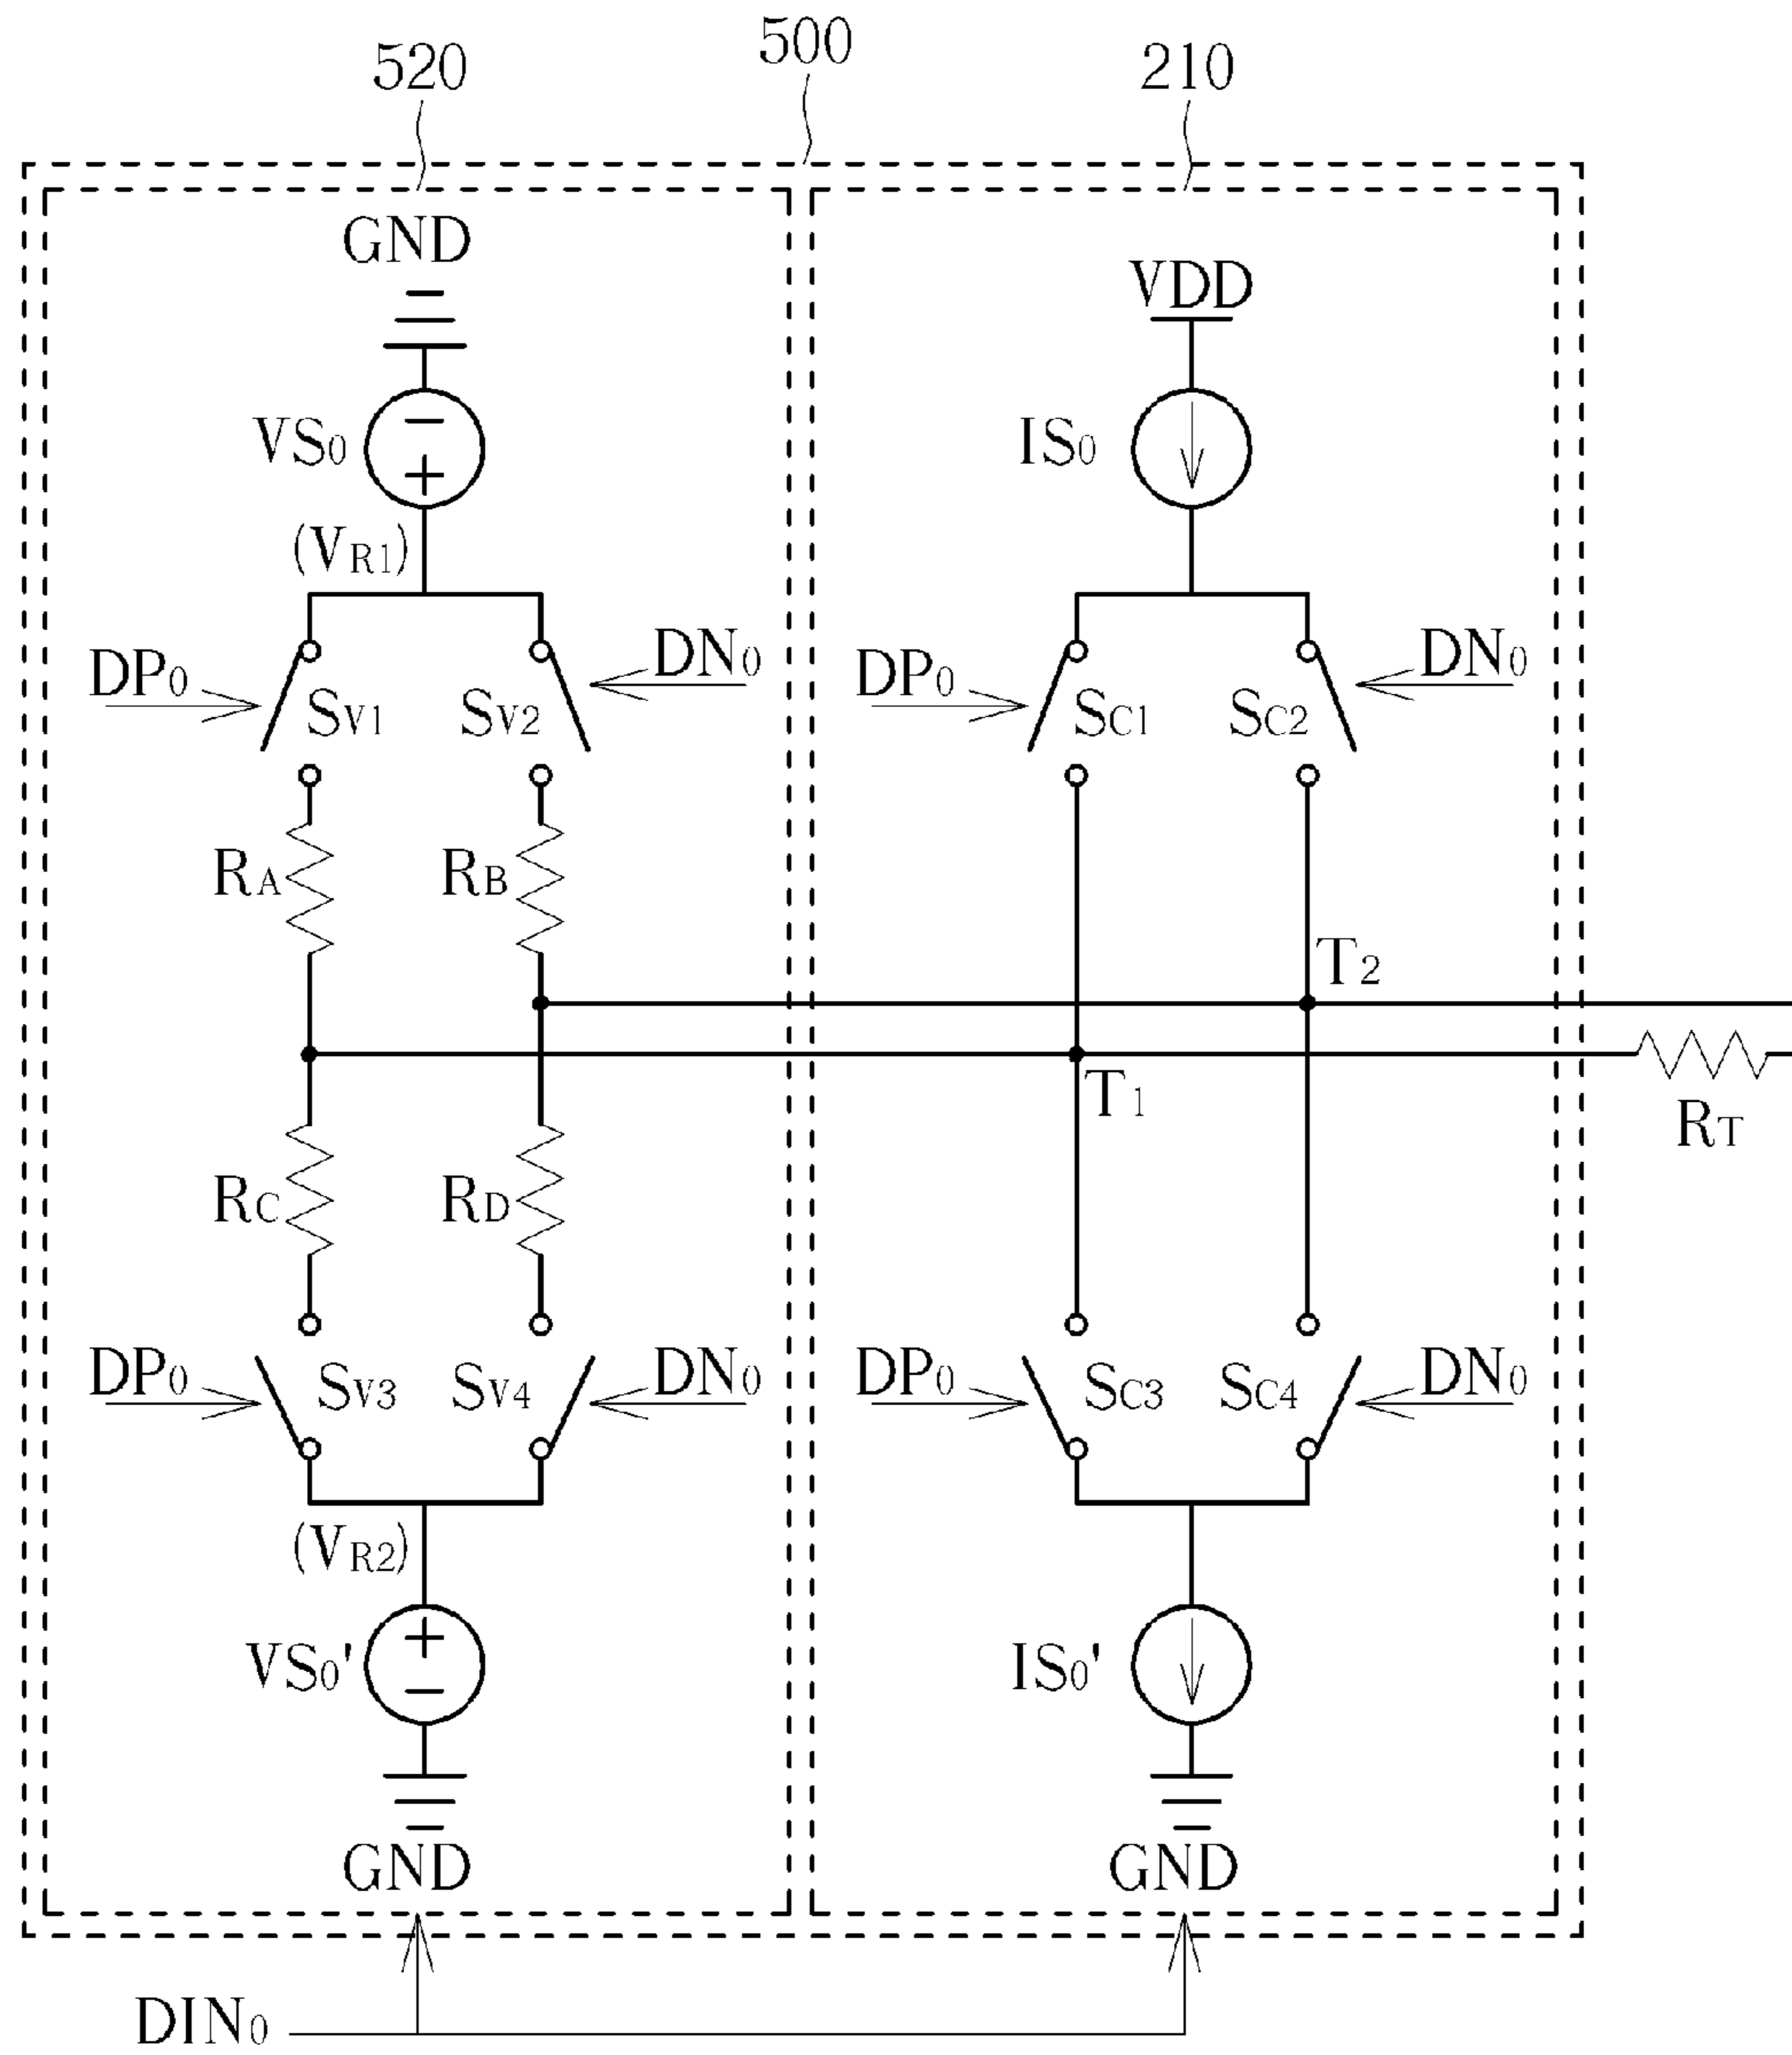 500
520
210
GND
VDD
VS0
IS0
(VR1)
DP0
SV1
SV2
DN0
DP0
SC1
SC2
DN0
RA
RB
T2
T1
RT
RC
RD
DP0
SV3
SV4
DN0
DP0
SC3
SC4
DN0
(VR2)
VS0'
IS0'
GND
GND
DIN0